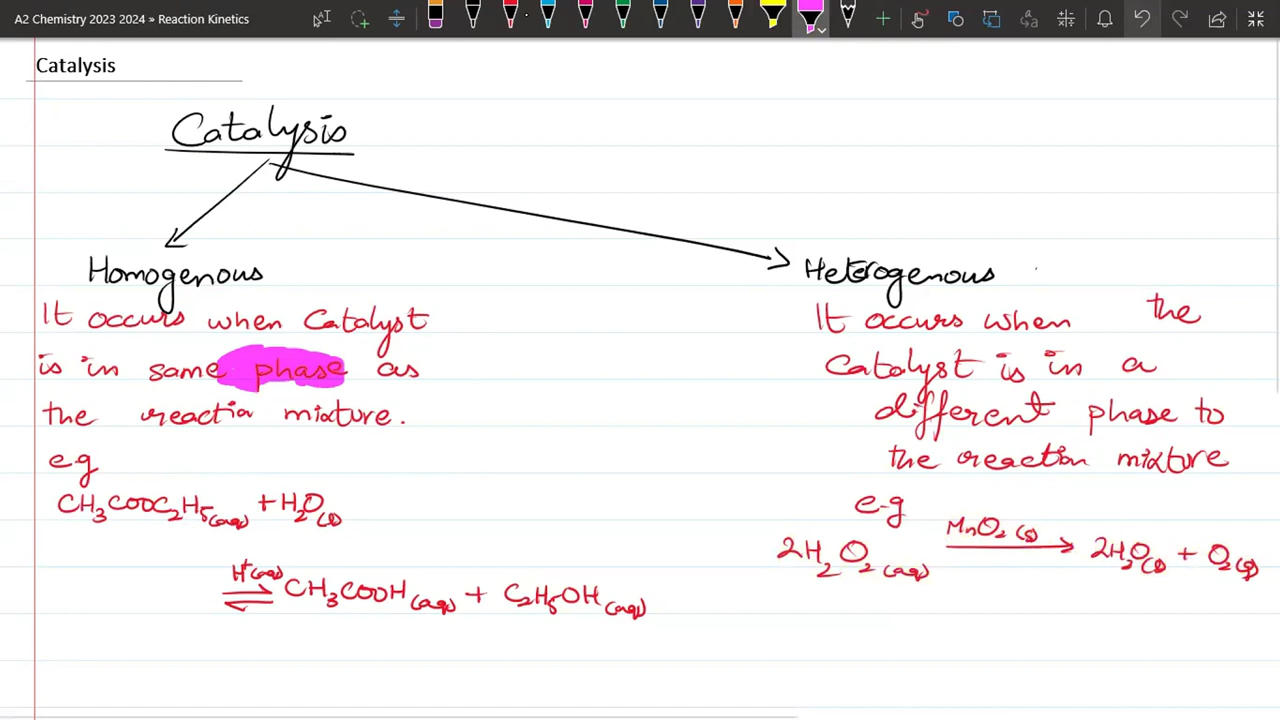 A2 Chemistry 2023 2024 » Reaction Kinetics
Catalysis
Catalysis
Homogenous
It occurs when Catalyst
is in same phase as
the reaction mixture.
eg
CH₃COOC₂H₅(aq) + H₂O(l)
H⁺(aq)
⇌ CH₃COOH(aq) + C₂H₅OH(aq)
Heterogenous
It occurs when the
Catalyst is in a
different phase to
the reaction mixture
e-g
MnO₂(s)
2H₂O₂(aq) → 2H₂O(l) + O₂(g)